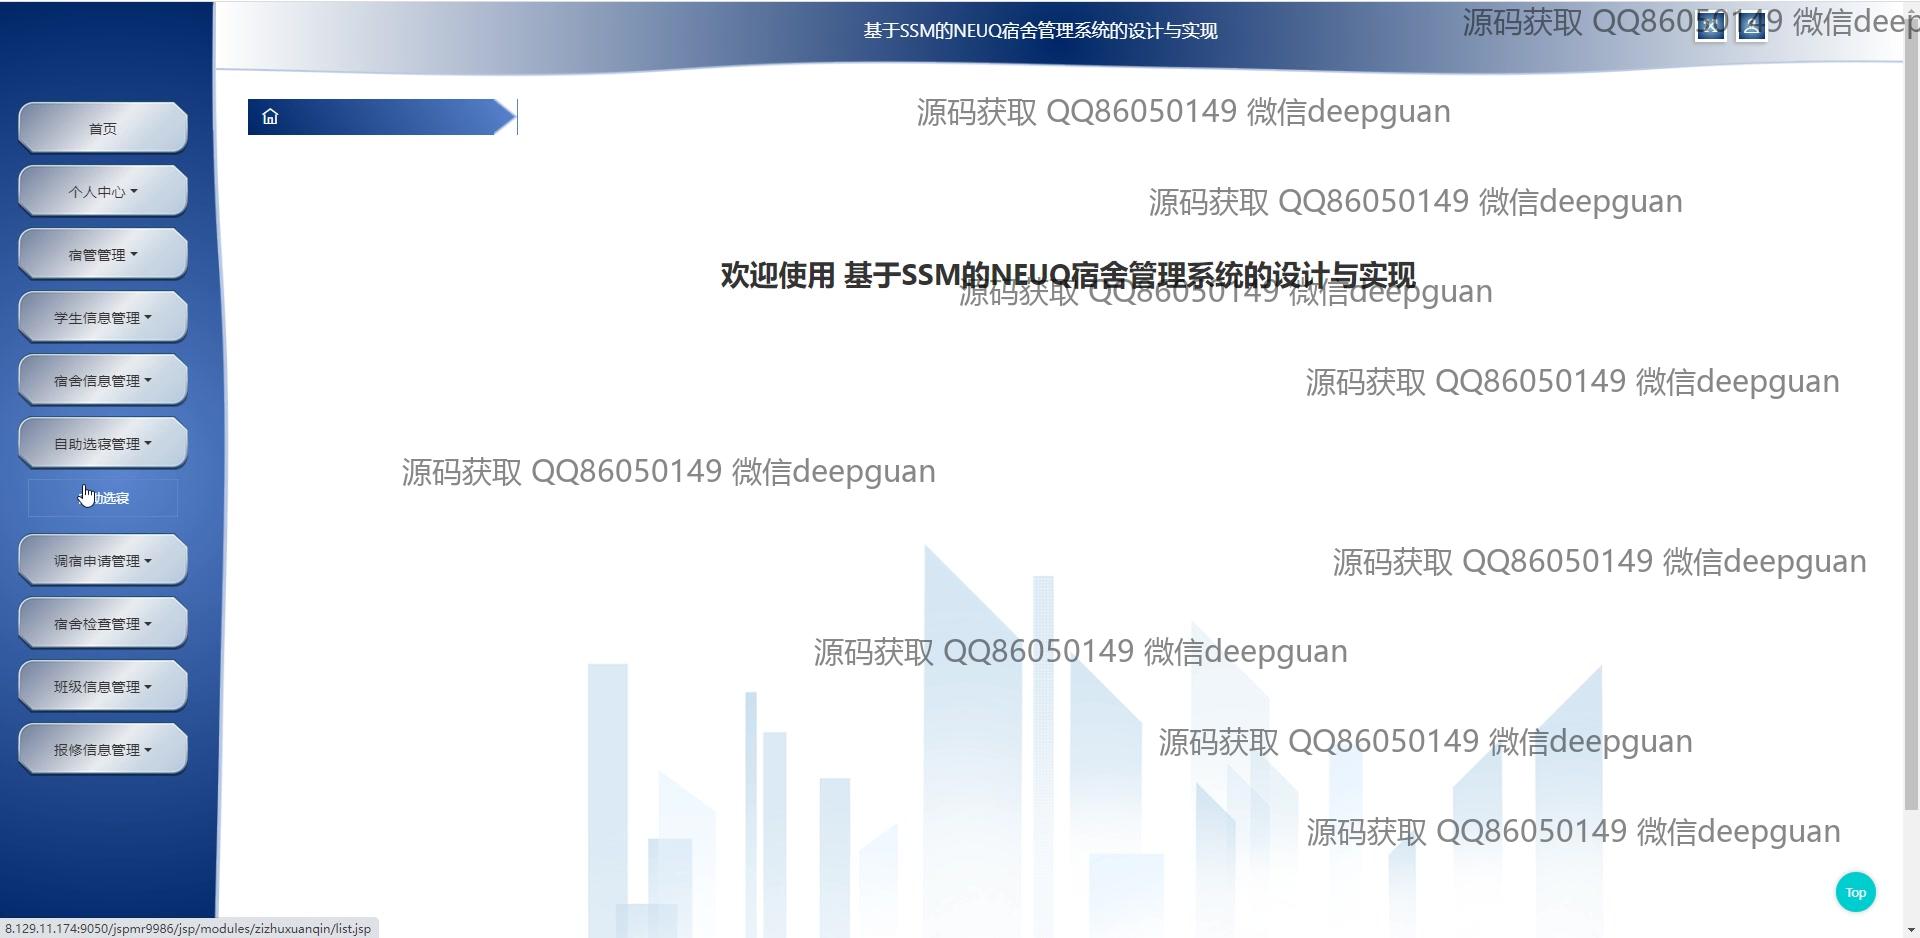 基于SSM的NEUQ宿舍管理系统的设计与实现
源码获取 QQ86050149 微信deep
首页
个人中心
宿管管理
学生信息管理
宿舍信息管理
自助选寝管理
助选寝
调宿申请管理
宿舍检查管理
班级信息管理
报修信息管理
源码获取 QQ86050149 微信deepguan
源码获取 QQ86050149 微信deepguan
欢迎使用 基于SSM的NEUQ宿舍管理系统的设计与实现
源码获取 QQ86050149 微信deepguan
源码获取 QQ86050149 微信deepguan
源码获取 QQ86050149 微信deepguan
源码获取 QQ86050149 微信deepguan
源码获取 QQ86050149 微信deepguan
源码获取 QQ86050149 微信deepguan
源码获取 QQ86050149 微信deepguan
Top
8.129.11.174:9050/jspmr9986/jsp/modules/zizhuxuanqin/list.jsp